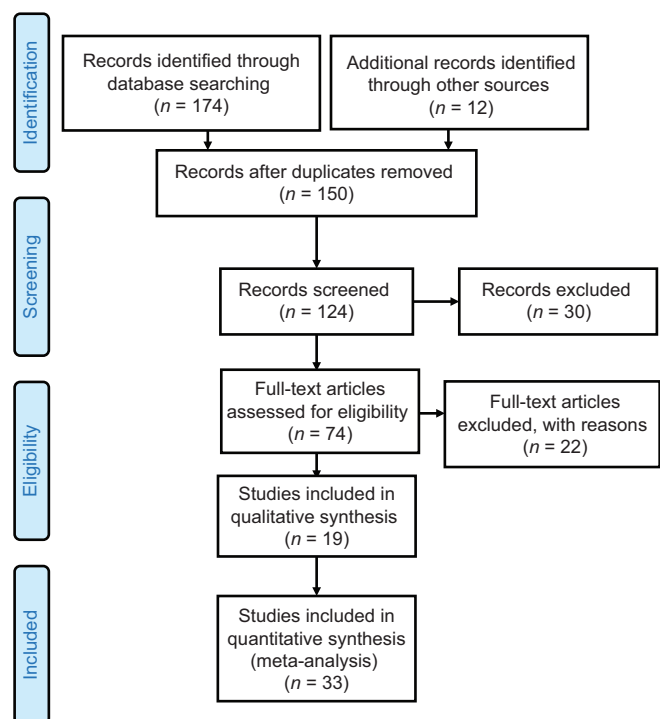 Identification
Records identified through
database searching
(n = 174)
Additional records identified
through other sources
(n = 12)
Records after duplicates removed
(n = 150)
Screening
Records screened
(n = 124)
Records excluded
(n = 30)
Eligibility
Full-text articles
assessed for eligibility
(n = 74)
Full-text articles
excluded, with reasons
(n = 22)
Studies included in
qualitative synthesis
(n = 19)
Included
Studies included in
quantitative synthesis
(meta-analysis)
(n = 33)